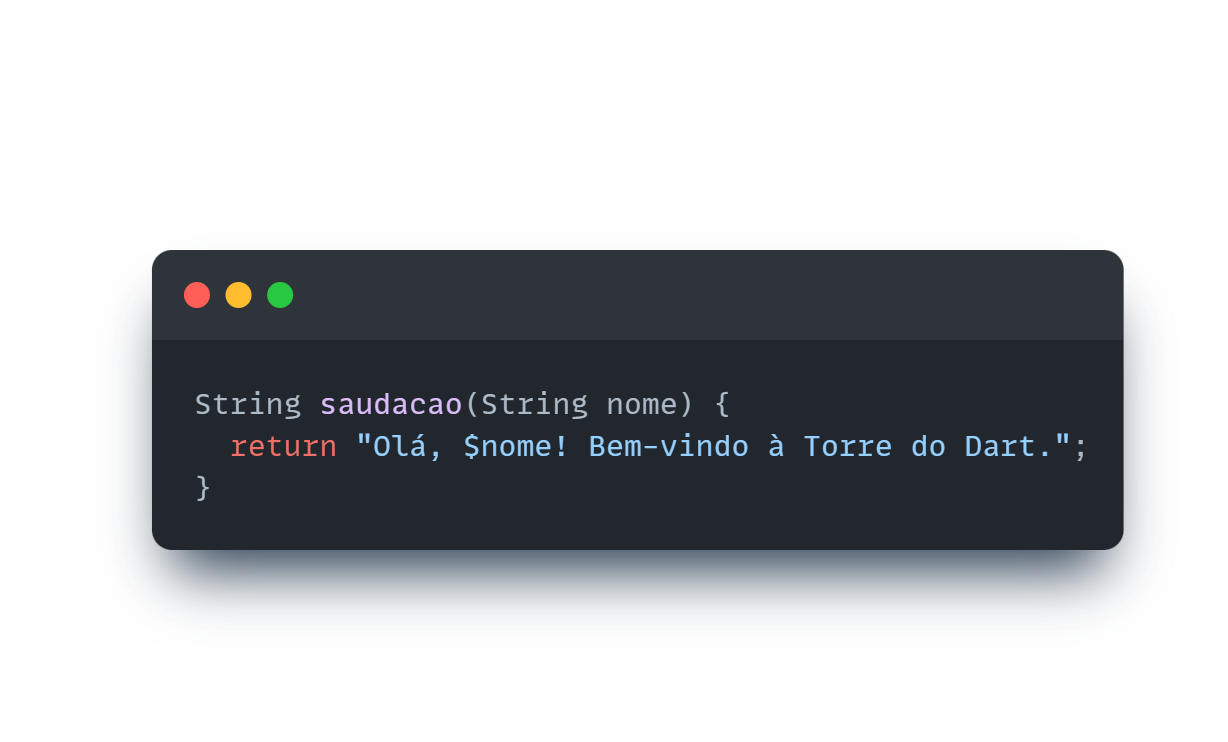 String saudacao(String nome) {
  return "Olá, $nome! Bem-vindo à Torre do Dart.";
}